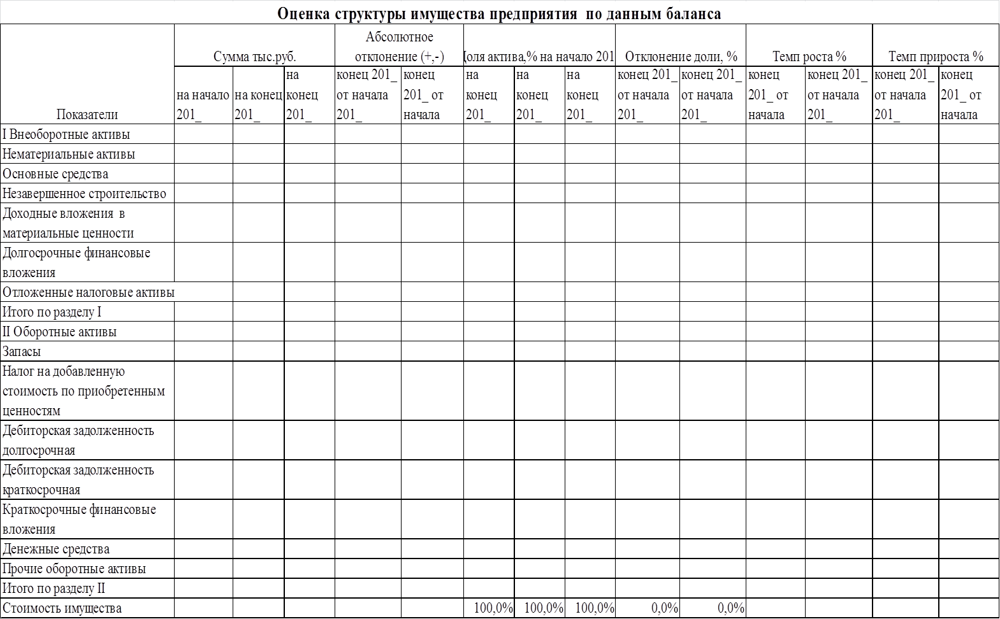 Оценка структуры имущества предприятия по данным баланса
Показатели
Сумма тыс.руб.
Абсолютное
отклонение (+,-)
Доля актива,% на начало 201
Отклонение доли, %
Темп роста %
Темп прироста %
на начало
201_
на конец
201_
на
конец
201_
конец 201_
от начала
201_
конец
201_ от
начала
на
конец
201_
на
конец
201_
на
конец
201_
конец 201_
от начала
201_
конец 201_
от начала
201_
конец
201_ от
начала
конец 201_
от начала
201_
конец 201_
от начала
201_
конец
201_ от
начала
I Внеоборотные активы
Нематериальные активы
Основные средства
Незавершенное строительство
Доходные вложения в
материальные ценности
Долгосрочные финансовые
вложения
Отложенные налоговые активы
Итого по разделу I
II Оборотные активы
Запасы
Налог на добавленную
стоимость по приобретенным
ценностям
Дебиторская задолженность
долгосрочная
Дебиторская задолженность
краткосрочная
Краткосрочные финансовые
вложения
Денежные средства
Прочие оборотные активы
Итого по разделу II
Стоимость имущества 100,0% 100,0% 100,0% 0,0% 0,0%